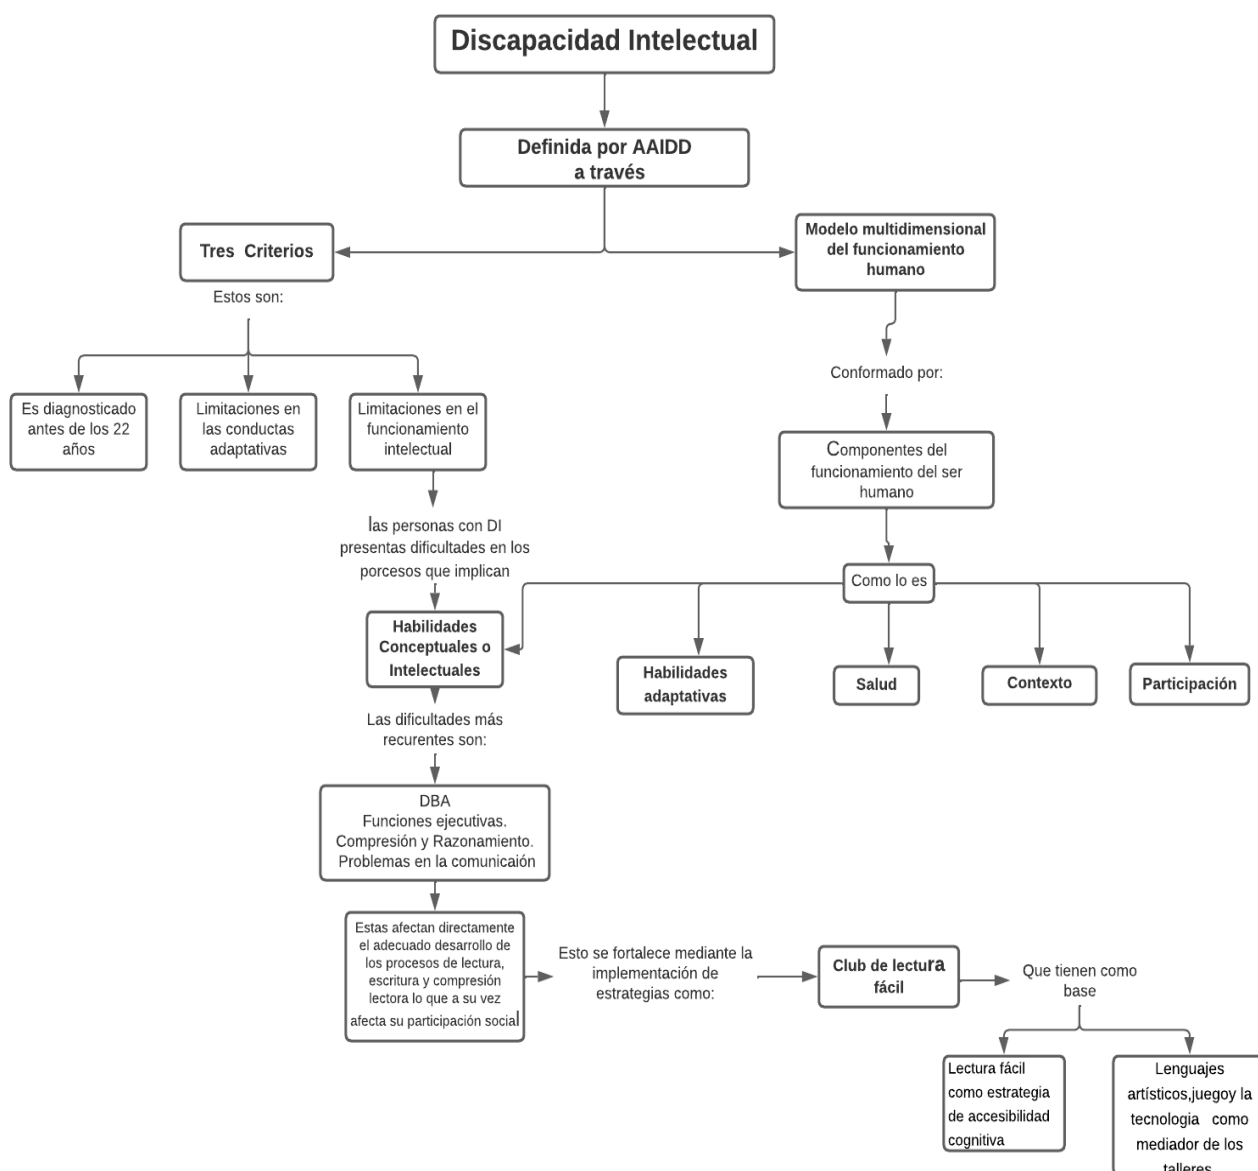 Discapacidad Intelectual
Definida por AAIDD
a través
Tres Criterios
Modelo multidimensional
del funcionamiento
humano
Estos son:
Conformado por:
Es diagnosticado
antes de los 22
años
Limitaciones en
las conductas
adaptativas
Limitaciones en el
funcionamiento
intelectual
Componentes del
funcionamiento del ser
humano
las personas con DI
presentas dificultades en los
porcesos que implican
Como lo es
Habilidades
Conceptuales o
Intelectuales
Habilidades
adaptativas
Salud
Contexto
Participación
Las dificultades más
recurentes son:
DBA
Funciones ejecutivas.
Compresión y Razonamiento.
Problemas en la comunicaión
Estas afectan directamente
el adecuado desarrollo de
los procesos de lectura,
escritura y compresión
lectora lo que a su vez
afecta su participación social
Esto se fortalece mediante la
implementación de
estrategias como:
Club de lectura
fácil
Que tienen como
base
Lectura fácil
como estrategia
de accesibilidad
cognitiva
Lenguajes
artísticos,juegoy la
tecnologia como
mediador de los
talleres